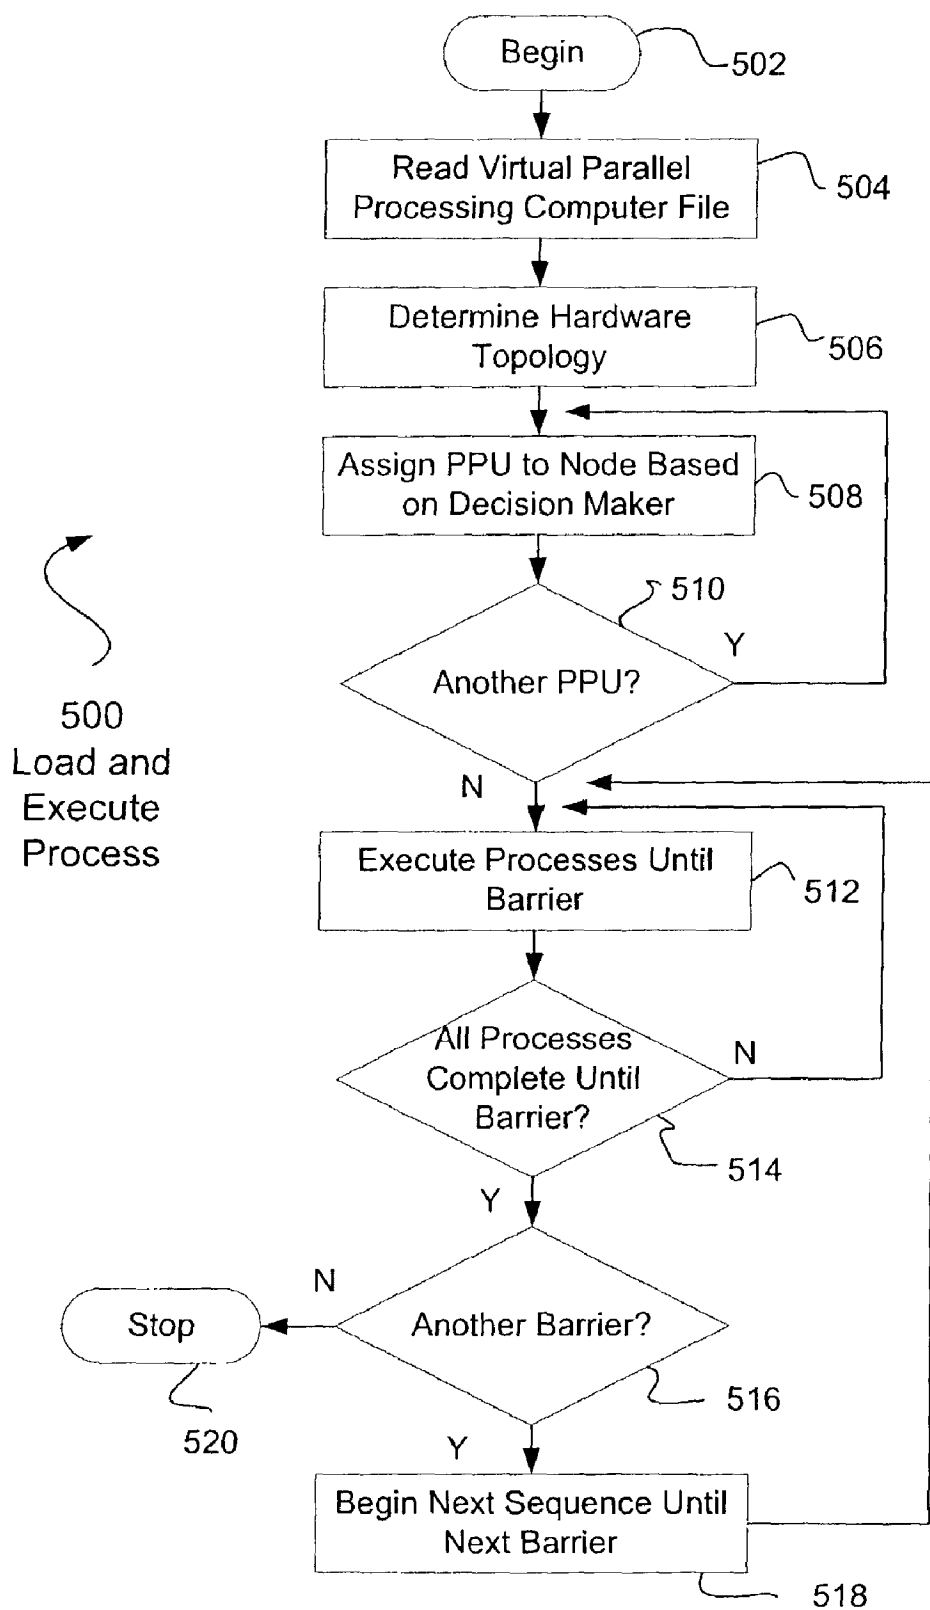 Begin
502
Read Virtual Parallel
Processing Computer File
504
Determine Hardware
Topology
506
Assign PPU to Node Based
on Decision Maker
508
510
Y
Another PPU?
500
Load and
Execute
Process
N
Execute Processes Until
Barrier
512
All Processes
Complete Until
Barrier?
N
514
Y
N
Stop
Another Barrier?
516
520
Y
Begin Next Sequence Until
Next Barrier
518